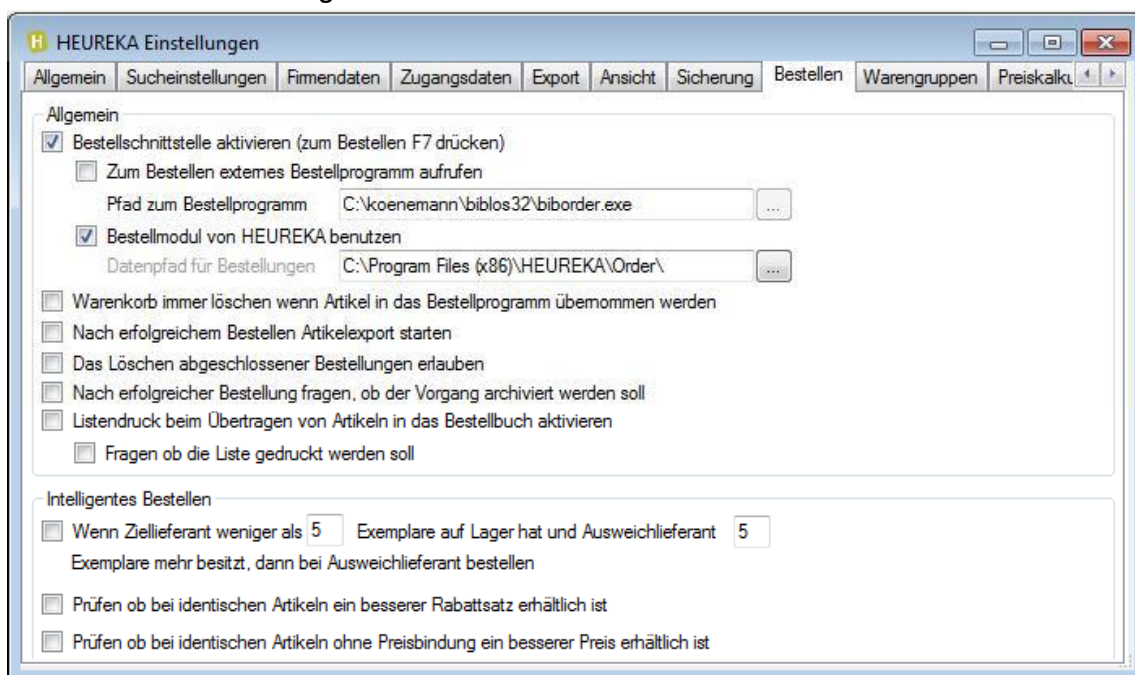 HEUREKA Einstellungen
Allgemein Sucheinstellungen Firmendaten Zugangsdaten Export Ansicht Sicherung Bestellen Warengruppen Preiskalku
Allgemein
Bestellschnittstelle aktivieren (zum Bestellen F7 drücken)
Zum Bestellen externes Bestellprogramm aufrufen
Pfad zum Bestellprogramm C:\koenemann\biblos32\biborder.exe ...
Bestellmodul von HEUREKA benutzen
Datenpfad für Bestellungen C:\Program Files (x86)\HEUREKA\Order\ ...
Warenkorb immer löschen wenn Artikel in das Bestellprogramm übernommen werden
Nach erfolgreichem Bestellen Artikelexport starten
Das Löschen abgeschlossener Bestellungen erlauben
Nach erfolgreicher Bestellung fragen, ob der Vorgang archiviert werden soll
Listendruck beim Übertragen von Artikeln in das Bestellbuch aktivieren
Fragen ob die Liste gedruckt werden soll
Intelligentes Bestellen
Wenn Ziellieferant weniger als 5 Exemplare auf Lager hat und Ausweichlieferant 5
Exemplare mehr besitzt, dann bei Ausweichlieferant bestellen
Prüfen ob bei identischen Artikeln ein besserer Rabattsatz erhältlich ist
Prüfen ob bei identischen Artikeln ohne Preisbindung ein besserer Preis erhältlich ist